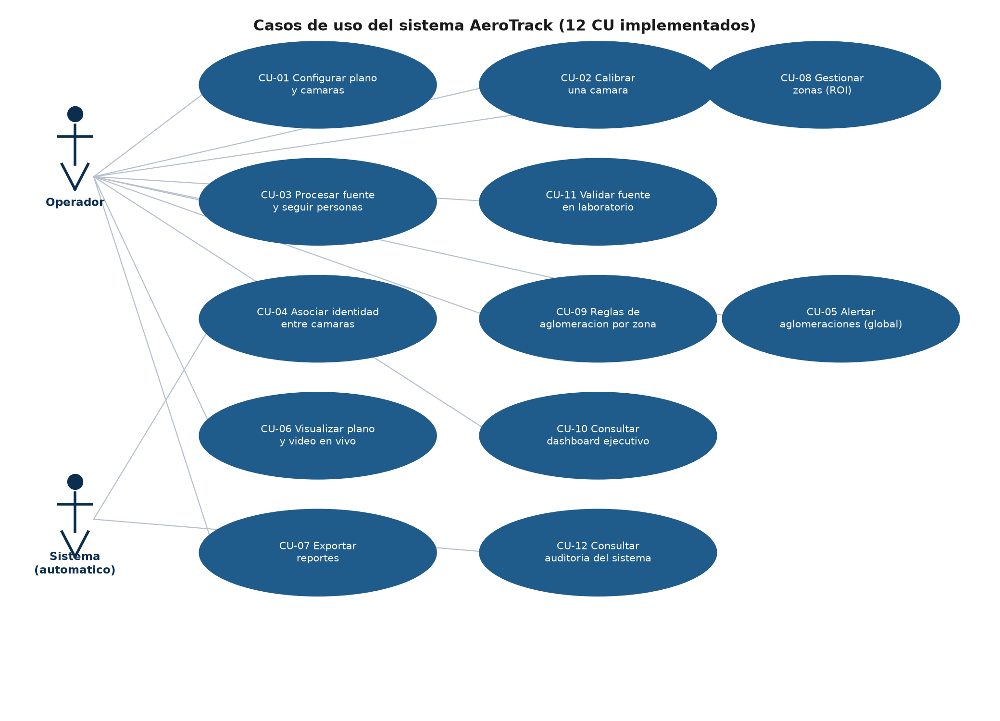 Casos de uso del sistema AeroTrack (12 CU implementados)
CU-01 Configurar plano
y camaras
CU-02 Calibrar
una camara
CU-08 Gestionar
zonas (ROI)
Operador
CU-03 Procesar fuente
y seguir personas
CU-11 Validar fuente
en laboratorio
CU-04 Asociar identidad
entre camaras
CU-09 Reglas de
aglomeracion por zona
CU-05 Alertar
aglomeraciones (global)
CU-06 Visualizar plano
y video en vivo
CU-10 Consultar
dashboard ejecutivo
Sistema
(automatico)
CU-07 Exportar
reportes
CU-12 Consultar
auditoria del sistema